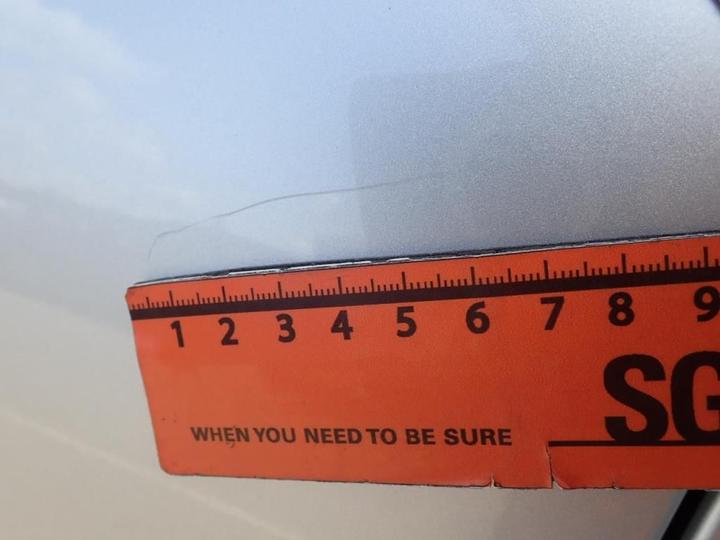 1 2 3 4 5 6 7 8 9
SG
WHEN YOU NEED TO BE SURE